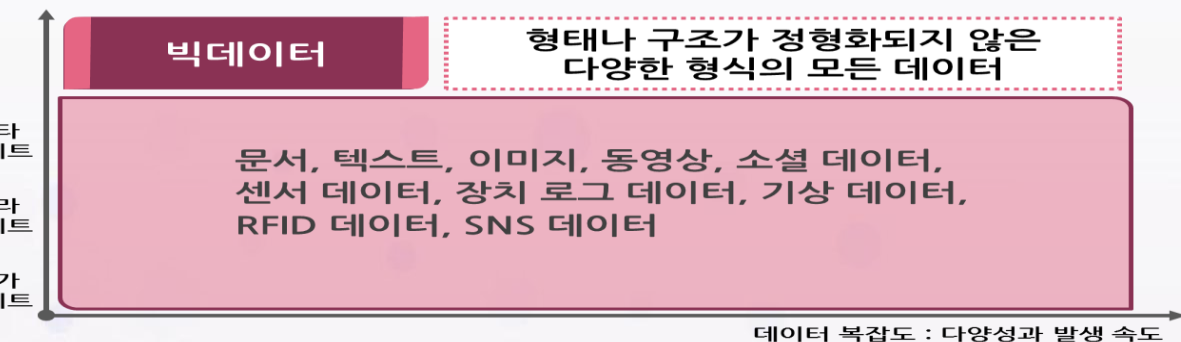 빅데이터
형태나 구조가 정형화되지 않은
다양한 형식의 모든 데이터
문서, 텍스트, 이미지, 동영상, 소셜 데이터,
센서 데이터, 장치 로그 데이터, 기상 데이터,
RFID 데이터, SNS 데이터
데이터 복잡도 : 다양성과 발생 속도